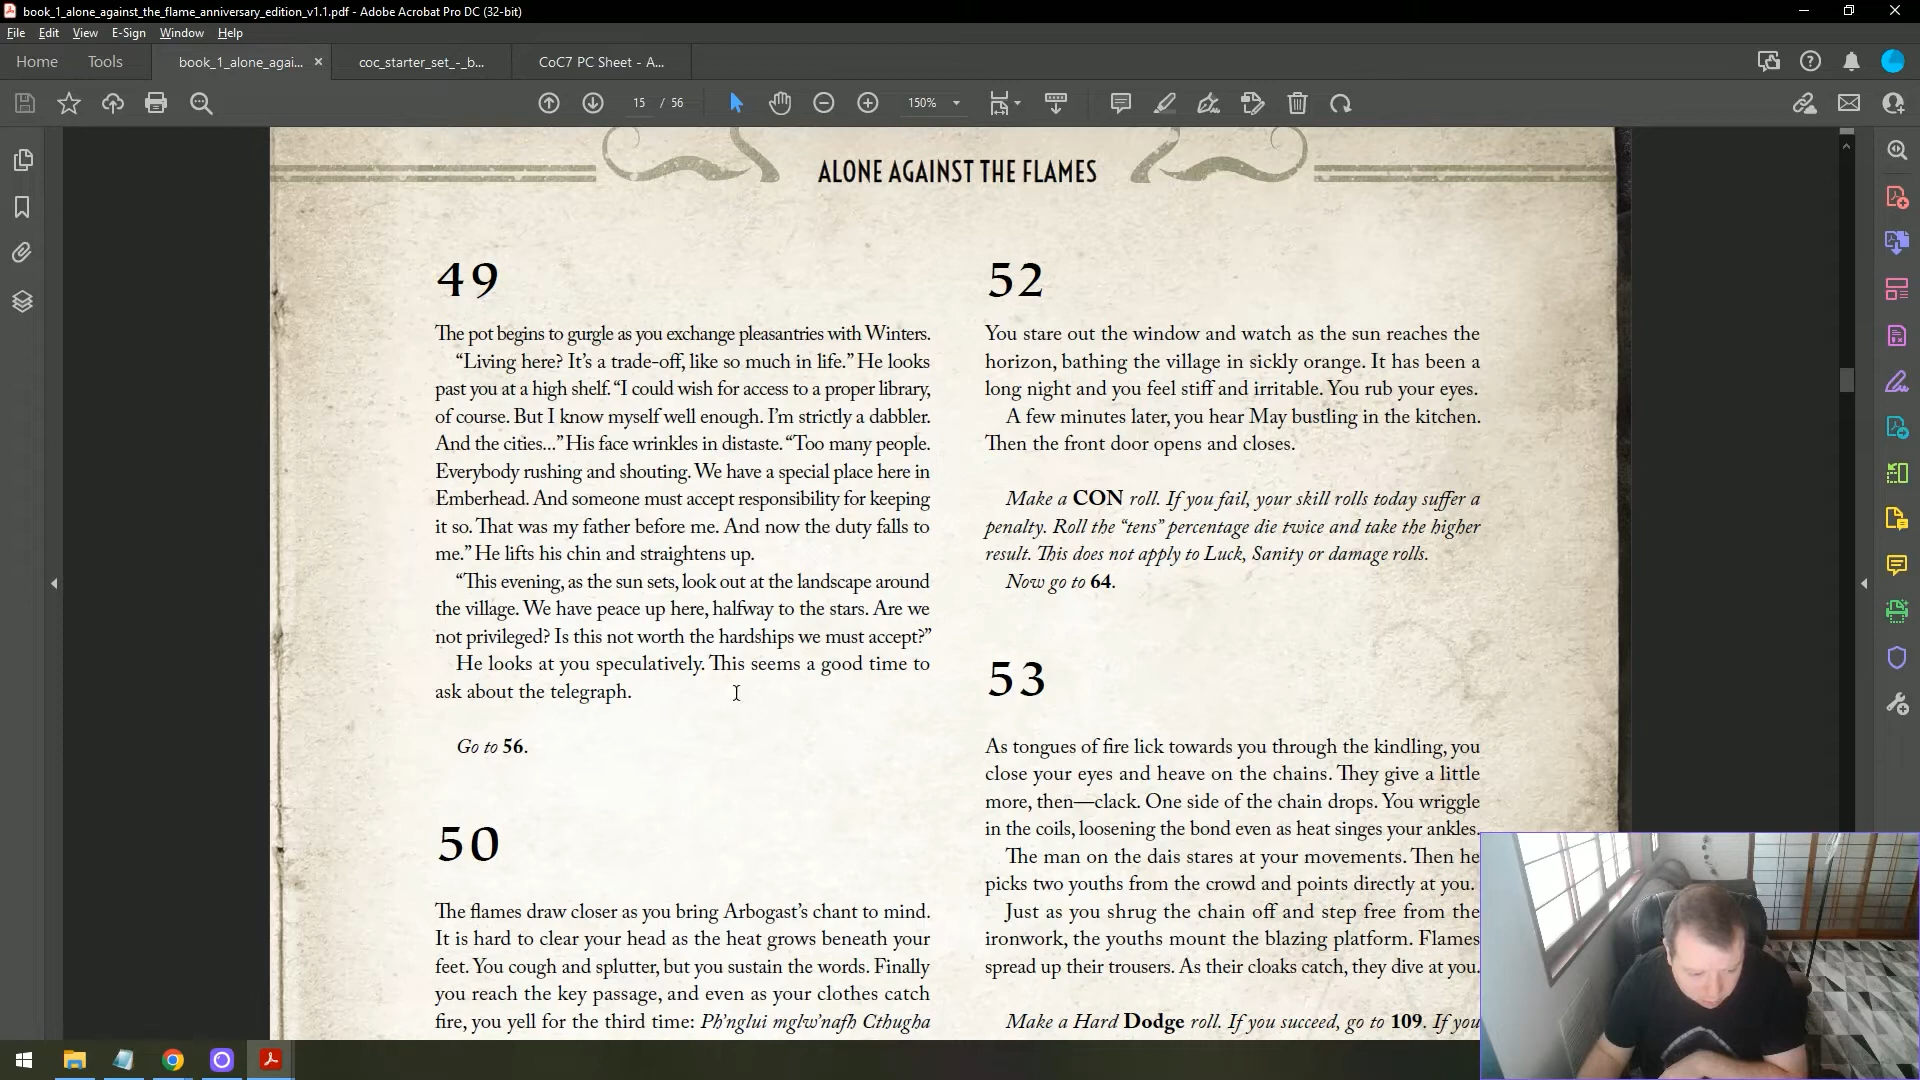 book_1_alone_against_the_flame_anniversary_edition_v1.1.pdf - Adobe Acrobat Pro DC (32-bit)
File Edit View E-Sign Window Help
Home Tools book_1_alone_agai... × coc_starter_set_-_b... CoC7 PC Sheet - A...
15 / 56 150%
ALONE AGAINST THE FLAMES
49
The pot begins to gurgle as you exchange pleasantries with Winters.
“Living here? It’s a trade-off, like so much in life.” He looks
past you at a high shelf. “I could wish for access to a proper library,
of course. But I know myself well enough. I’m strictly a dabbler.
And the cities...” His face wrinkles in distaste. “Too many people.
Everybody rushing and shouting. We have a special place here in
Emberhead. And someone must accept responsibility for keeping
it so. That was my father before me. And now the duty falls to
me.” He lifts his chin and straightens up.
“This evening, as the sun sets, look out at the landscape around
the village. We have peace up here, halfway to the stars. Are we
not privileged? Is this not worth the hardships we must accept?”
He looks at you speculatively. This seems a good time to
ask about the telegraph.
Go to 56.
50
The flames draw closer as you bring Arbogast’s chant to mind.
It is hard to clear your head as the heat grows beneath your
feet. You cough and splutter, but you sustain the words. Finally
you reach the key passage, and even as your clothes catch
fire, you yell for the third time: Ph’nglui mglw’nafh Cthugha
52
You stare out the window and watch as the sun reaches the
horizon, bathing the village in sickly orange. It has been a
long night and you feel stiff and irritable. You rub your eyes.
A few minutes later, you hear May bustling in the kitchen.
Then the front door opens and closes.
Make a CON roll. If you fail, your skill rolls today suffer a
penalty. Roll the “tens” percentage die twice and take the higher
result. This does not apply to Luck, Sanity or damage rolls.
Now go to 64.
53
As tongues of fire lick towards you through the kindling, you
close your eyes and heave on the chains. They give a little
more, then—clack. One side of the chain drops. You wriggle
in the coils, loosening the bond even as heat singes your ankles.
The man on the dais stares at your movements. Then he
picks two youths from the crowd and points directly at you.
Just as you shrug the chain off and step free from the
ironwork, the youths mount the blazing platform. Flames
spread up their trousers. As their cloaks catch, they dive at you.
Make a Hard Dodge roll. If you succeed, go to 109. If you